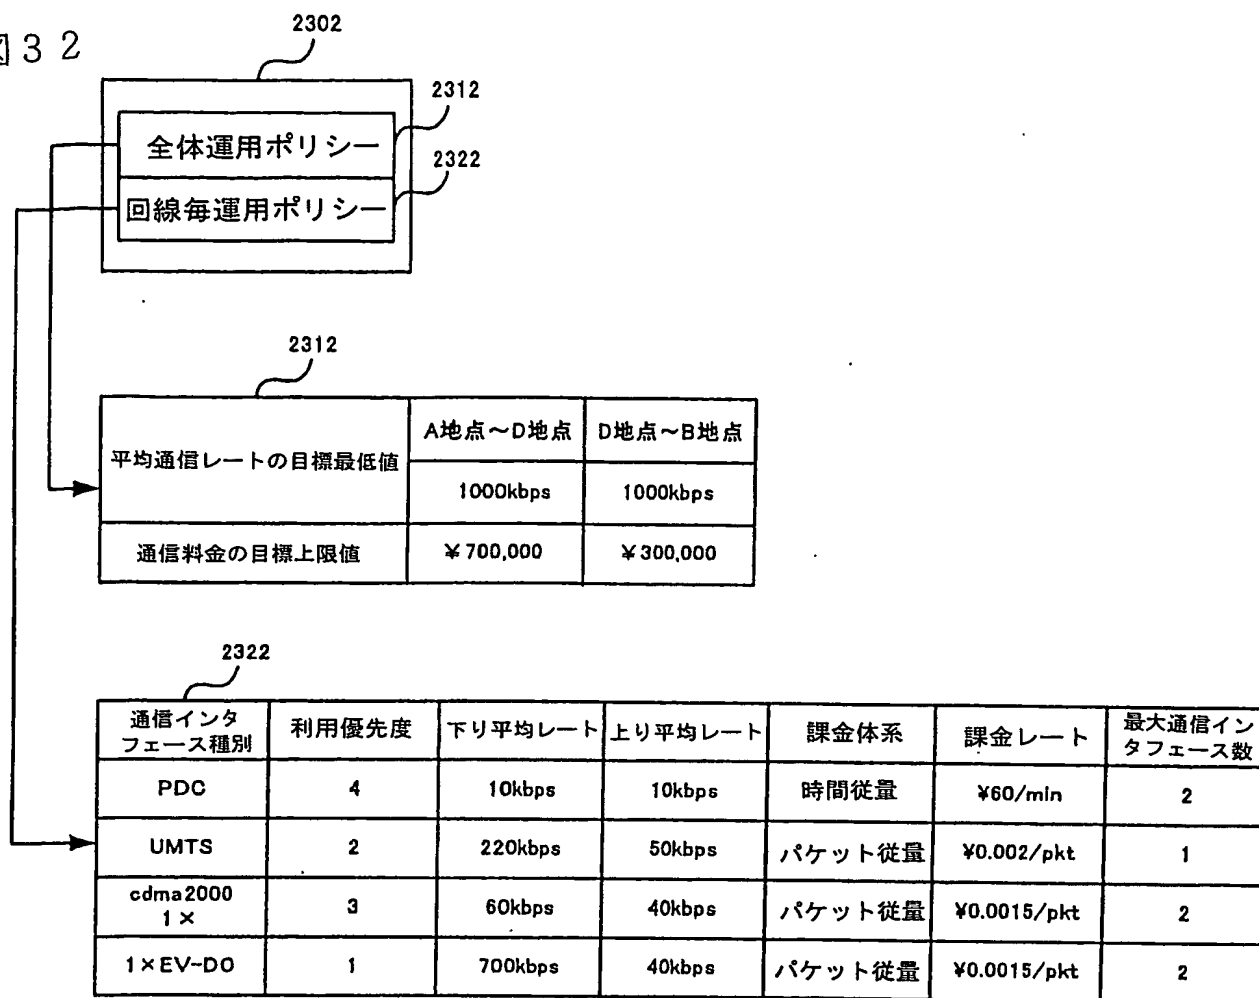 図32
2302
2312
全体運用ポリシー
2322
回線毎運用ポリシー
2312
A地点～D地点 D地点～B地点
平均通信レートの目標最低値
1000kbps 1000kbps
通信料金の目標上限値 ¥700,000 ¥300,000
2322
通信インタ
フェース種別 利用優先度 下り平均レート 上り平均レート 課金体系 課金レート 最大通信イン
タフェース数
PDC 4 10kbps 10kbps 時間従量 ¥60/min 2
UMTS 2 220kbps 50kbps パケット従量 ¥0.002/pkt 1
cdma2000
1× 3 60kbps 40kbps パケット従量 ¥0.0015/pkt 2
1×EV-DO 1 700kbps 40kbps パケット従量 ¥0.0015/pkt 2